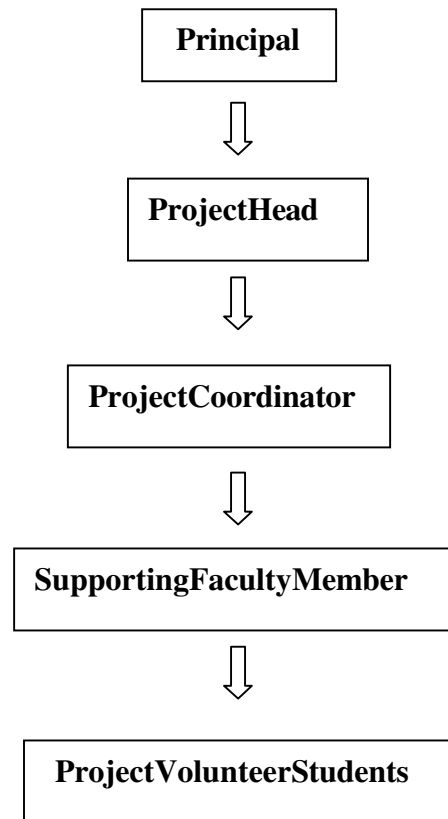 Principal
ProjectHead
ProjectCoordinator
SupportingFacultyMember
ProjectVolunteerStudents